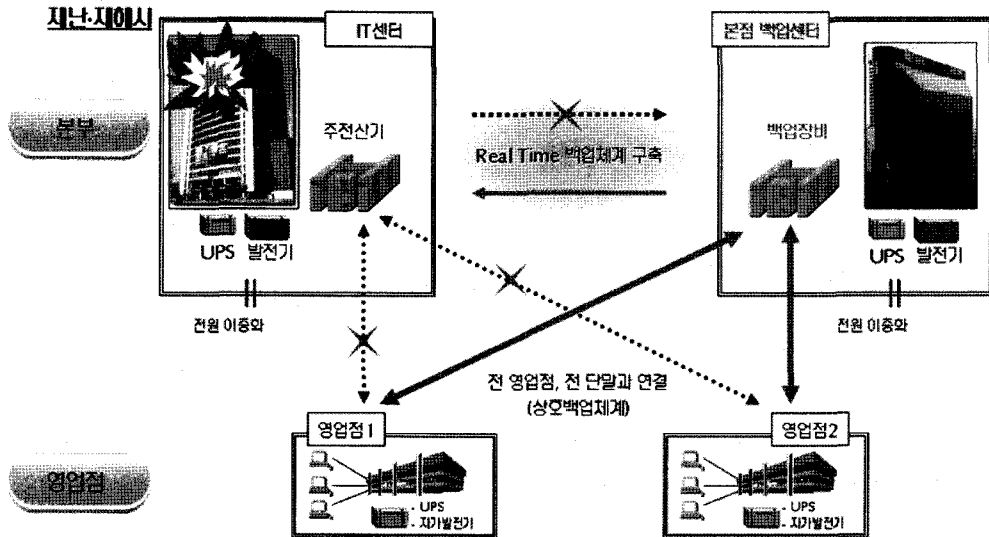 재난·재해시
IT센터
본점 백업센터
본부
주전산기
백업장비
Real Time 백업체계 구축
UPS 발전기
UPS 발전기
전원 이중화
전원 이중화
전 영업점, 전 단말과 연결
(상호백업체계)
영업점1
영업점2
영업점
- UPS
- 자가발전기
- UPS
- 자가발전기